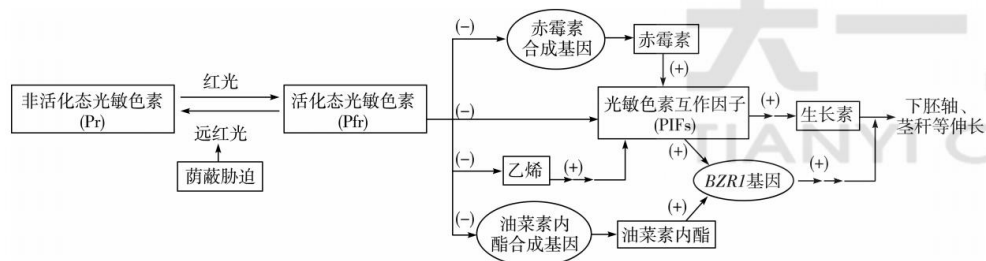 非活化态光敏色素
(Pr)
红光
远红光
荫蔽胁迫
活化态光敏色素
(Pfr)
(−)
赤霉素
合成基因
赤霉素
(+)
(−)
光敏色素互作因子
(PIFs)
(+)
生长素
下胚轴、
茎秆等伸长
(−)
乙烯
(+)
(+)
BZR1基因
(+)
(−)
油菜素内
酯合成基因
油菜素内酯
(+)
大一
TIANYI C